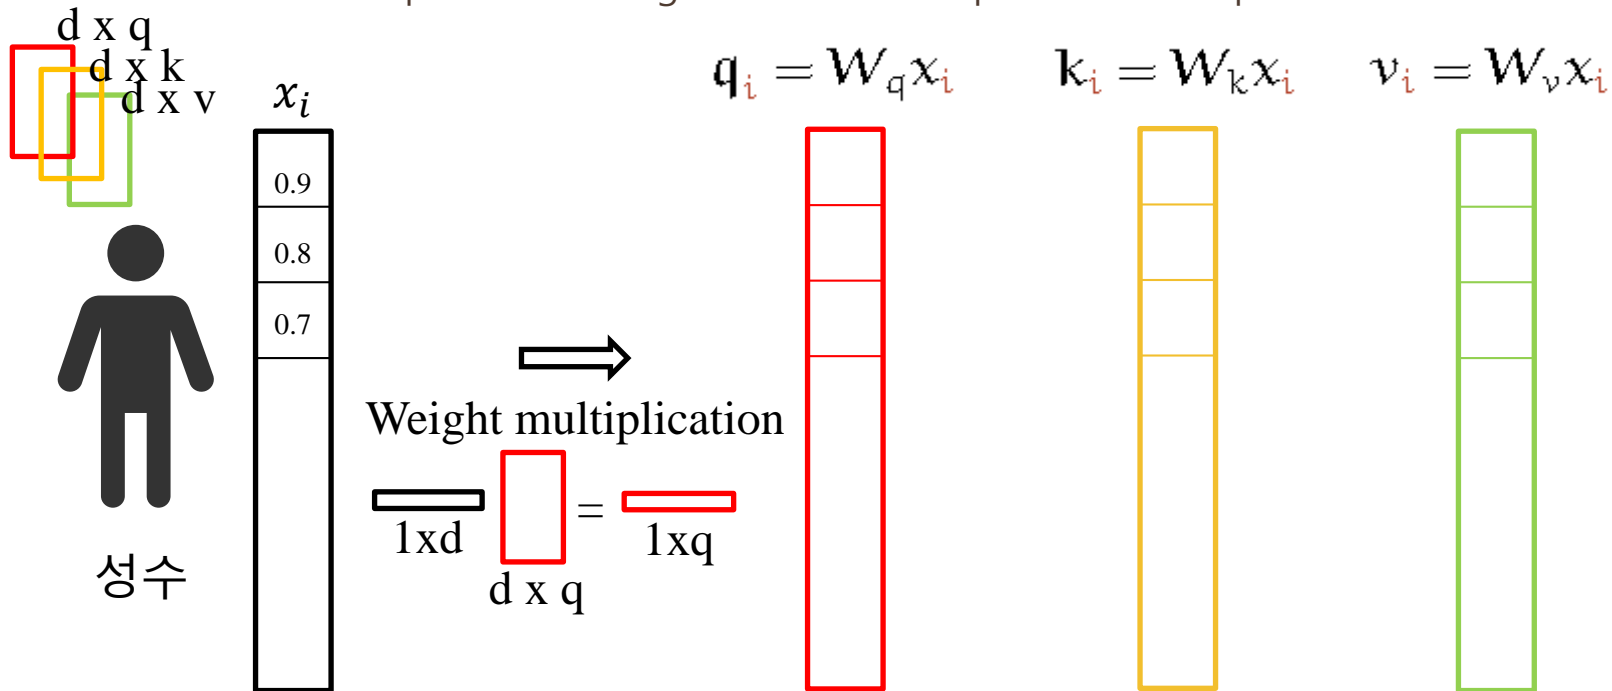 d x q
d x k
d x v
x_i
q_i = W_q x_i
k_i = W_k x_i
v_i = W_v x_i
0.9
0.8
0.7
Weight multiplication
=
1xd
1xq
d x q
성수